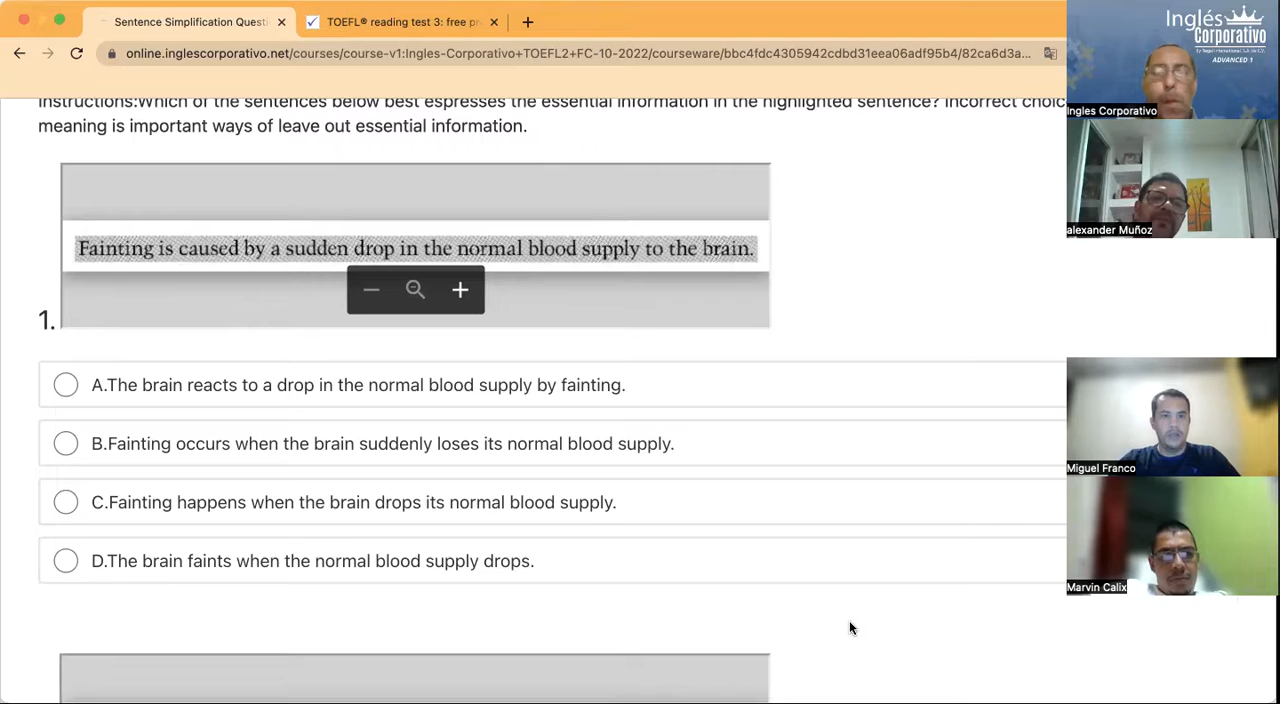 Sentence Simplification Questi
TOEFL® reading test 3: free pr
online.inglescorporativo.net/courses/course-v1:Ingles-Corporativo+TOEFL2+FC-10-2022/courseware/bbc4fdc4305942cdbd31eea06adf95b4/82ca6d3a...
Instructions:Which of the sentences below best espresses the essential information in the highlighted sentence? Incorrect choic
meaning is important ways of leave out essential information.
Fainting is caused by a sudden drop in the normal blood supply to the brain.
1.
A.The brain reacts to a drop in the normal blood supply by fainting.
B.Fainting occurs when the brain suddenly loses its normal blood supply.
C.Fainting happens when the brain drops its normal blood supply.
D.The brain faints when the normal blood supply drops.
Inglés
Corporativo
ADVANCED 1
Ingles Corporativo
alexander Muñoz
Miguel Franco
Marvin Calix